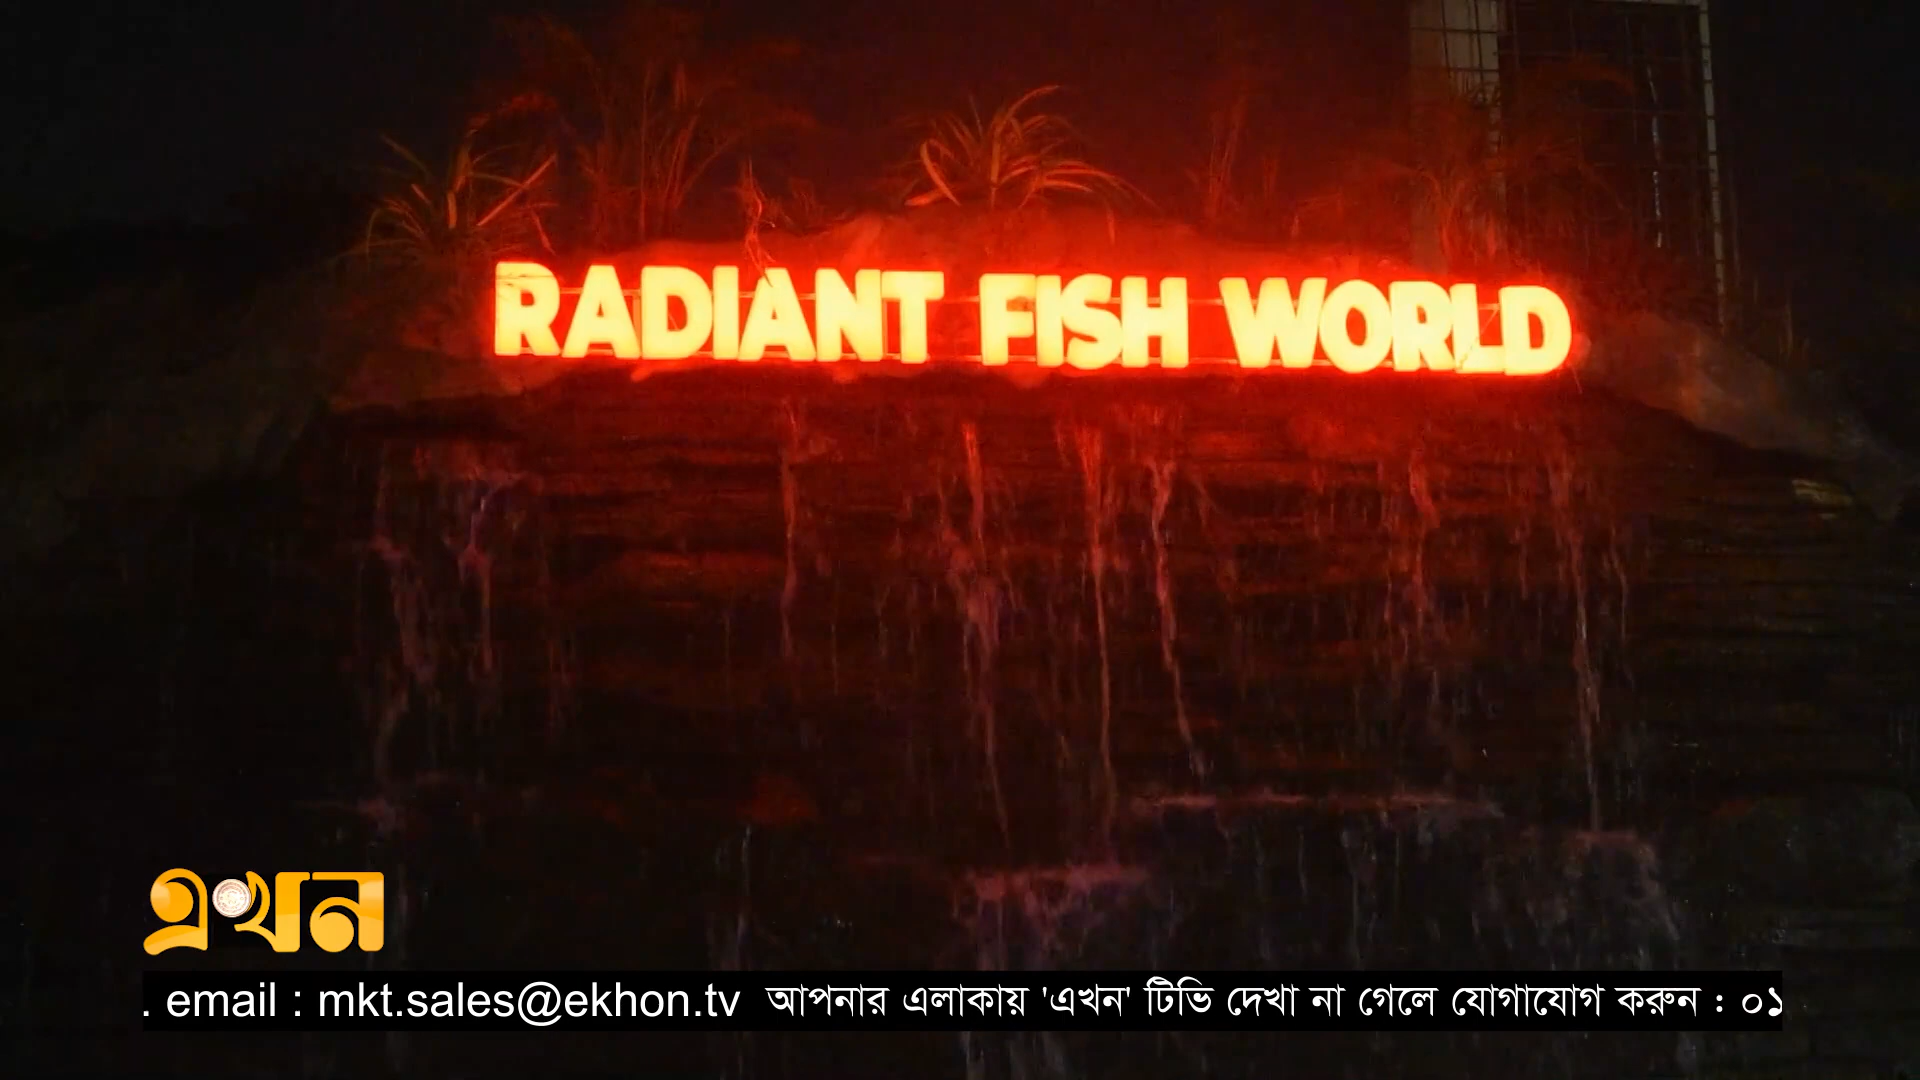 RADIANT FISH WORLD
এখন
. email : mkt.sales@ekhon.tv আপনার এলাকায় 'এখন' টিভি দেখা না গেলে যোগাযোগ করুন : ০১